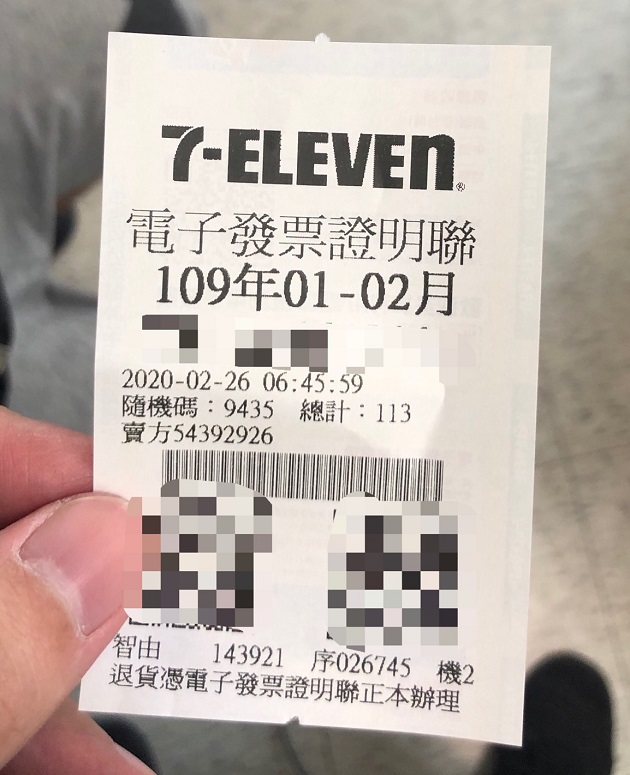 7-ELEVEn®
電子發票證明聯
109年01-02月
2020-02-26 06:45:59
隨機碼：9435 總計：113
賣方54392926
智由 143921 序026745 機2
退貨憑電子發票證明聯正本辦理